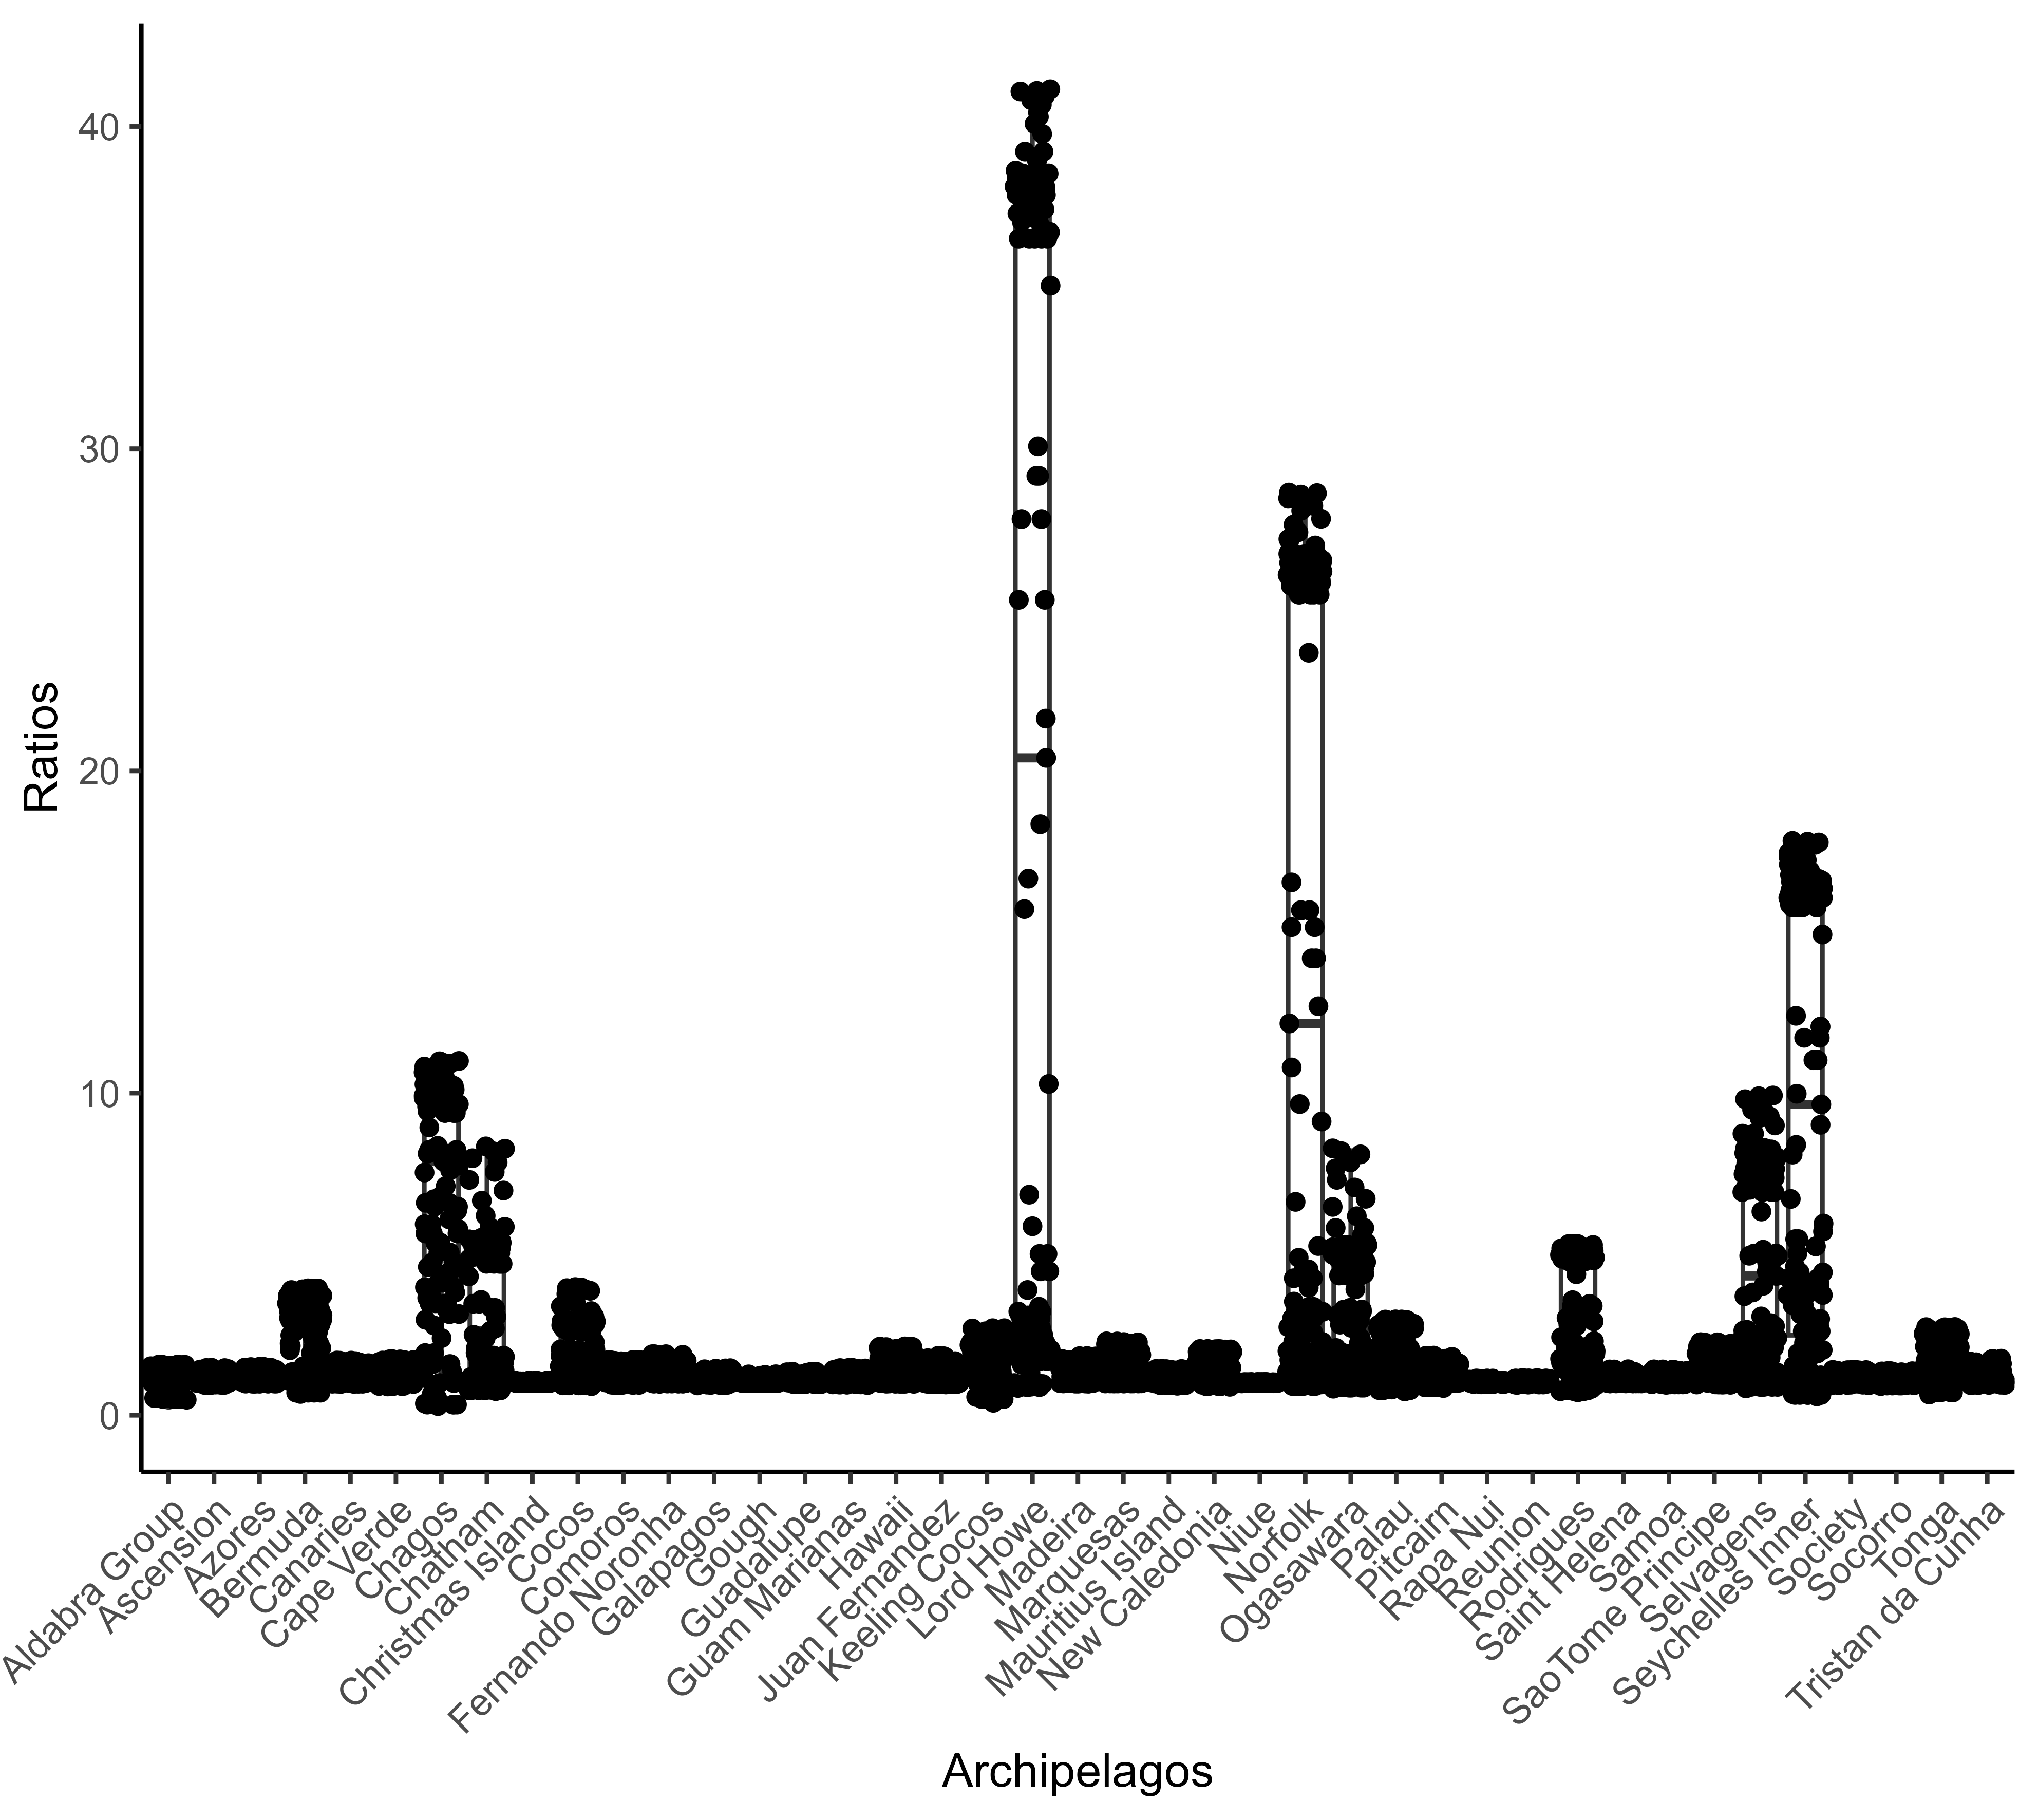 40
30
20
10
0
Ratios
Aldabra Group
Ascension
Azores
Bermuda
Canaries
Cape Verde
Chagos
Chatham
Christmas Island
Cocos
Comoros
Fernando Noronha
Galapagos
Gough
Guadalupe
Guam Marianas
Hawaii
Juan Fernandez
Keeling Cocos
Lord Howe
Madeira
Marquesas
Mauritius Island
New Caledonia
Niue
Norfolk
Ogasawara
Palau
Pitcairn
Rapa Nui
Reunion
Rodrigues
Saint Helena
Samoa
SaoTome Principe
Selvagens
Seychelles Inner
Society
Socorro
Tonga
Tristan da Cunha
Archipelagos